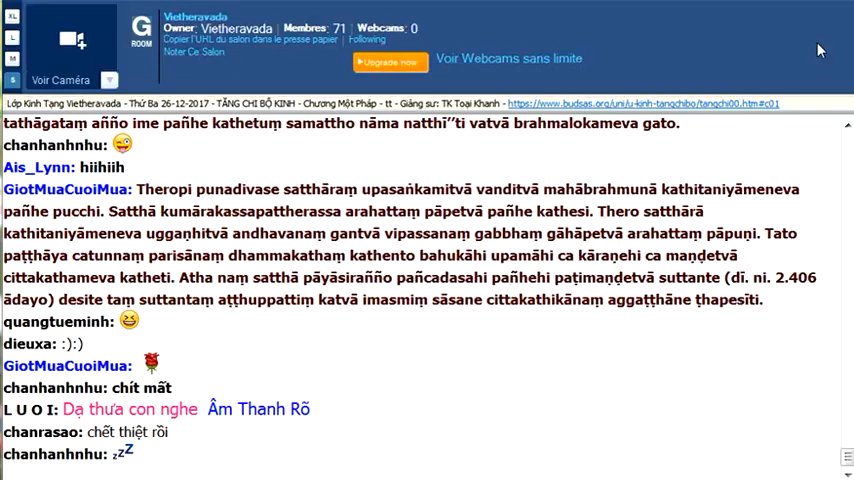 XL
L
M
S
Voir Caméra
G
ROOM
Vietheravada
Owner: Vietheravada Membres: 71 Webcams: 0
Copier l'URL du salon dans le presse papier Following
Noter Ce Salon
Upgrade now
Voir Webcams sans limite
Lớp Kinh Tạng Vietheravada - Thứ Ba 26-12-2017 - TĂNG CHI BỘ KINH - Chương Một Pháp - tt - Giảng sư: TK Toại Khanh - https://www.budsas.org/uni/u-kinh-tangchibo/tangchi00.htm#c01
tathāgataṃ añño ime pañhe kathetuṃ samattho nāma natthī’’ti vatvā brahmalokameva gato.
chanhanhnhu:
Ais_Lynn: hiihiih
GiotMuaCuoiMua: Theropi punadivase satthāraṃ upasaṅkamitvā vanditvā mahābrahmunā kathitaniyāmeneva
pañhe pucchi. Satthā kumārakassapattherassa arahattaṃ pāpetvā pañhe kathesi. Thero satthārā
kathitaniyāmeneva uggaṇhitvā andhavanaṃ gantvā vipassanaṃ gabbhaṃ gāhāpetvā arahattaṃ pāpuṇi. Tato
paṭṭhāya catunnaṃ parisānaṃ dhammakathaṃ kathento bahukāhi upamāhi ca kāraṇehi ca maṇḍetvā
cittakathameva katheti. Atha naṃ satthā pāyāsirañño pañcadasahi pañhehi paṭimaṇḍetvā suttante (dī. ni. 2.406
ādayo) desite taṃ suttantaṃ aṭṭhuppattiṃ katvā imasmiṃ sāsane cittakathikānaṃ aggaṭṭhāne ṭhapesīti.
quangtueminh:
dieuxa: :):)
GiotMuaCuoiMua:
chanhanhnhu: chít mất
L U O I: Dạ thưa con nghe Âm Thanh Rõ
chanrasao: chết thiệt rồi
chanhanhnhu: zzZ